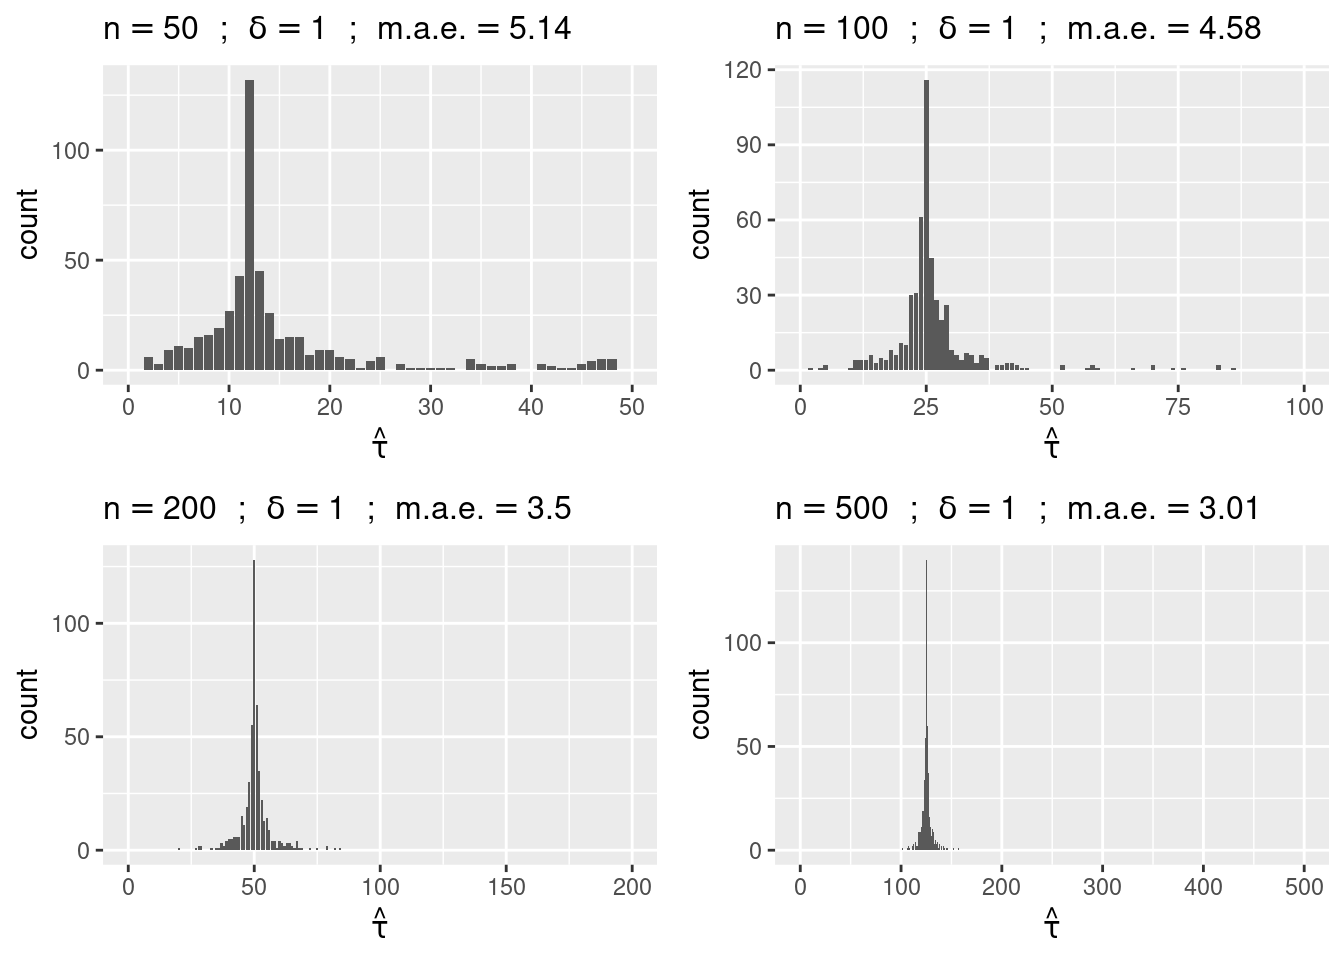 n = 50 ; δ = 1 ; m.a.e. = 5.14
count
100
50
0
0 10 20 30 40 50
τ̂
n = 100 ; δ = 1 ; m.a.e. = 4.58
count
120
90
60
30
0
0 25 50 75 100
τ̂
n = 200 ; δ = 1 ; m.a.e. = 3.5
count
100
50
0
0 50 100 150 200
τ̂
n = 500 ; δ = 1 ; m.a.e. = 3.01
count
100
50
0
0 100 200 300 400 500
τ̂